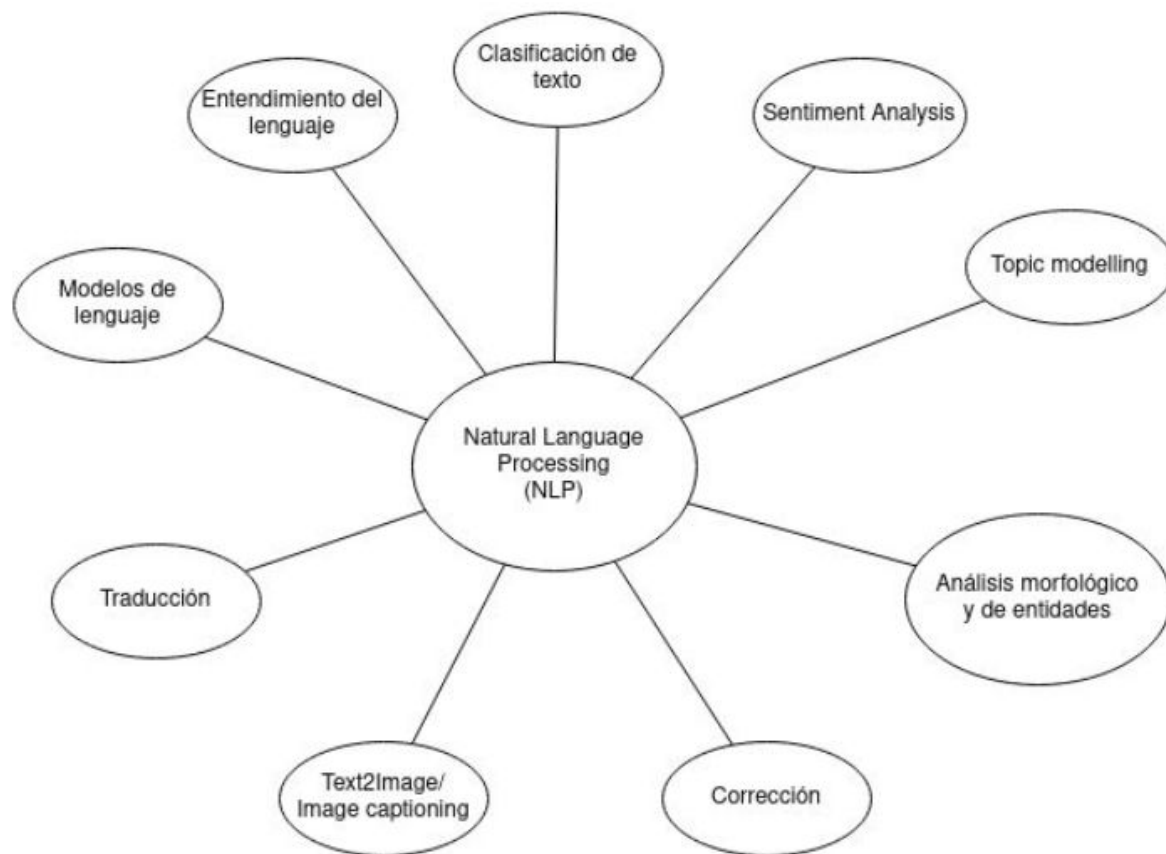 Clasificación de
texto
Entendimiento del
lenguaje
Sentiment Analysis
Topic modelling
Modelos de
lenguaje
Natural Language
Processing
(NLP)
Análisis morfológico
y de entidades
Traducción
Text2Image/
Image captioning
Corrección